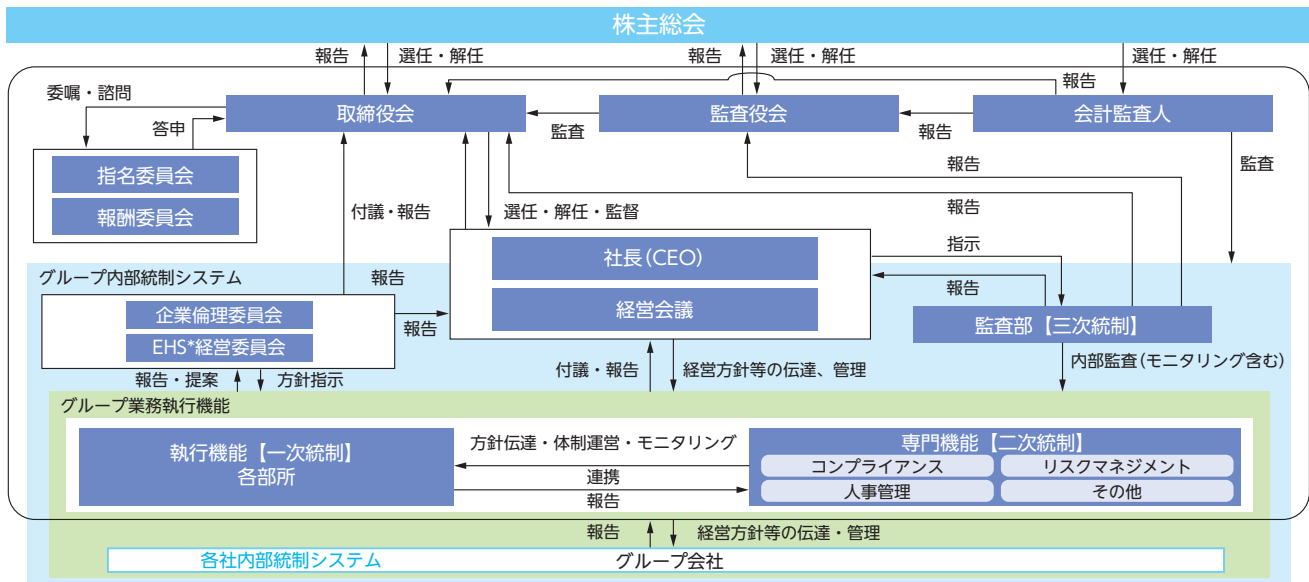 株主総会
報告
選任・解任
報告
選任・解任
選任・解任
委嘱・諮問
答申
取締役会
監査
監査役会
報告
報告
会計監査人
指名委員会
報酬委員会
付議・報告
選任・解任・監督
報告
報告
監査
グループ内部統制システム
報告
社長(CEO)
経営会議
指示
報告
企業倫理委員会
EHS*経営委員会
報告
監査部【三次統制】
報告・提案
方針指示
付議・報告
経営方針等の伝達、管理
内部監査(モニタリング含む)
グループ業務執行機能
執行機能【一次統制】
各部所
方針伝達・体制運営・モニタリング
連携
報告
専門機能【二次統制】
コンプライアンス
リスクマネジメント
人事管理
その他
報告
経営方針等の伝達・管理
各社内部統制システム
グループ会社